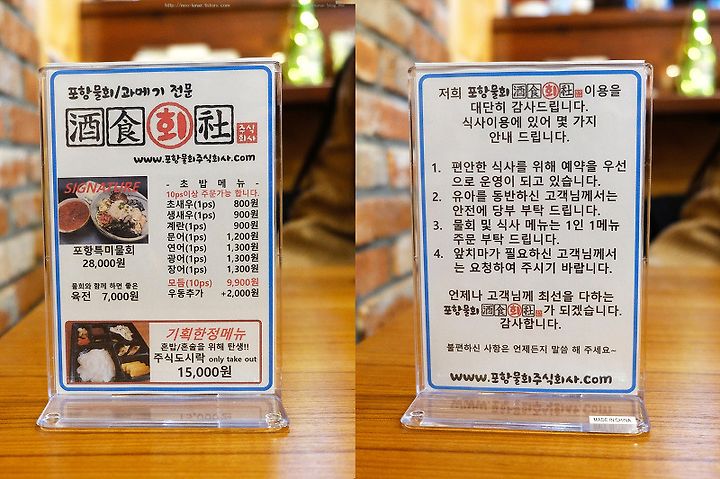 포항물회/과메기 전문
酒食회社 주식회사
www.포항물회주식회사.com
SIGNATURE
포항특미물회
28,000원
물회와 함께 하면 좋은
육전 7,000원
- 초 밥 메 뉴 -
10ps이상 주문가능 합니다.
초새우(1ps) 800원
생새우(1ps) 900원
계란(1ps) 900원
문어(1ps) 1,200원
연어(1ps) 1,300원
광어(1ps) 1,300원
장어(1ps) 1,300원
모듬(10ps) 9,900원
우동추가 +2,000원
기획한정메뉴
혼밥/혼술을 위해 탄생!!
주식도시락 only take out
15,000원
저희 포항물회 酒食회社 이용을
대단히 감사드립니다.
식사이용에 있어 몇 가지
안내 드립니다.
1. 편안한 식사를 위해 예약을 우선
으로 운영이 되고 있습니다.
2. 유아를 동반하신 고객님께서는
안전에 당부 부탁 드립니다.
3. 물회 및 식사 메뉴는 1인 1메뉴
주문 부탁 드립니다.
4. 앞치마가 필요하신 고객님께서
는 요청하여 주시기 바랍니다.
언제나 고객님께 최선을 다하는
포항물회 酒食회社 가 되겠습니다.
감사합니다.
불편하신 사항은 언제든지 말씀 해 주세요~
www.포항물회주식회사.com
MADE IN CHINA